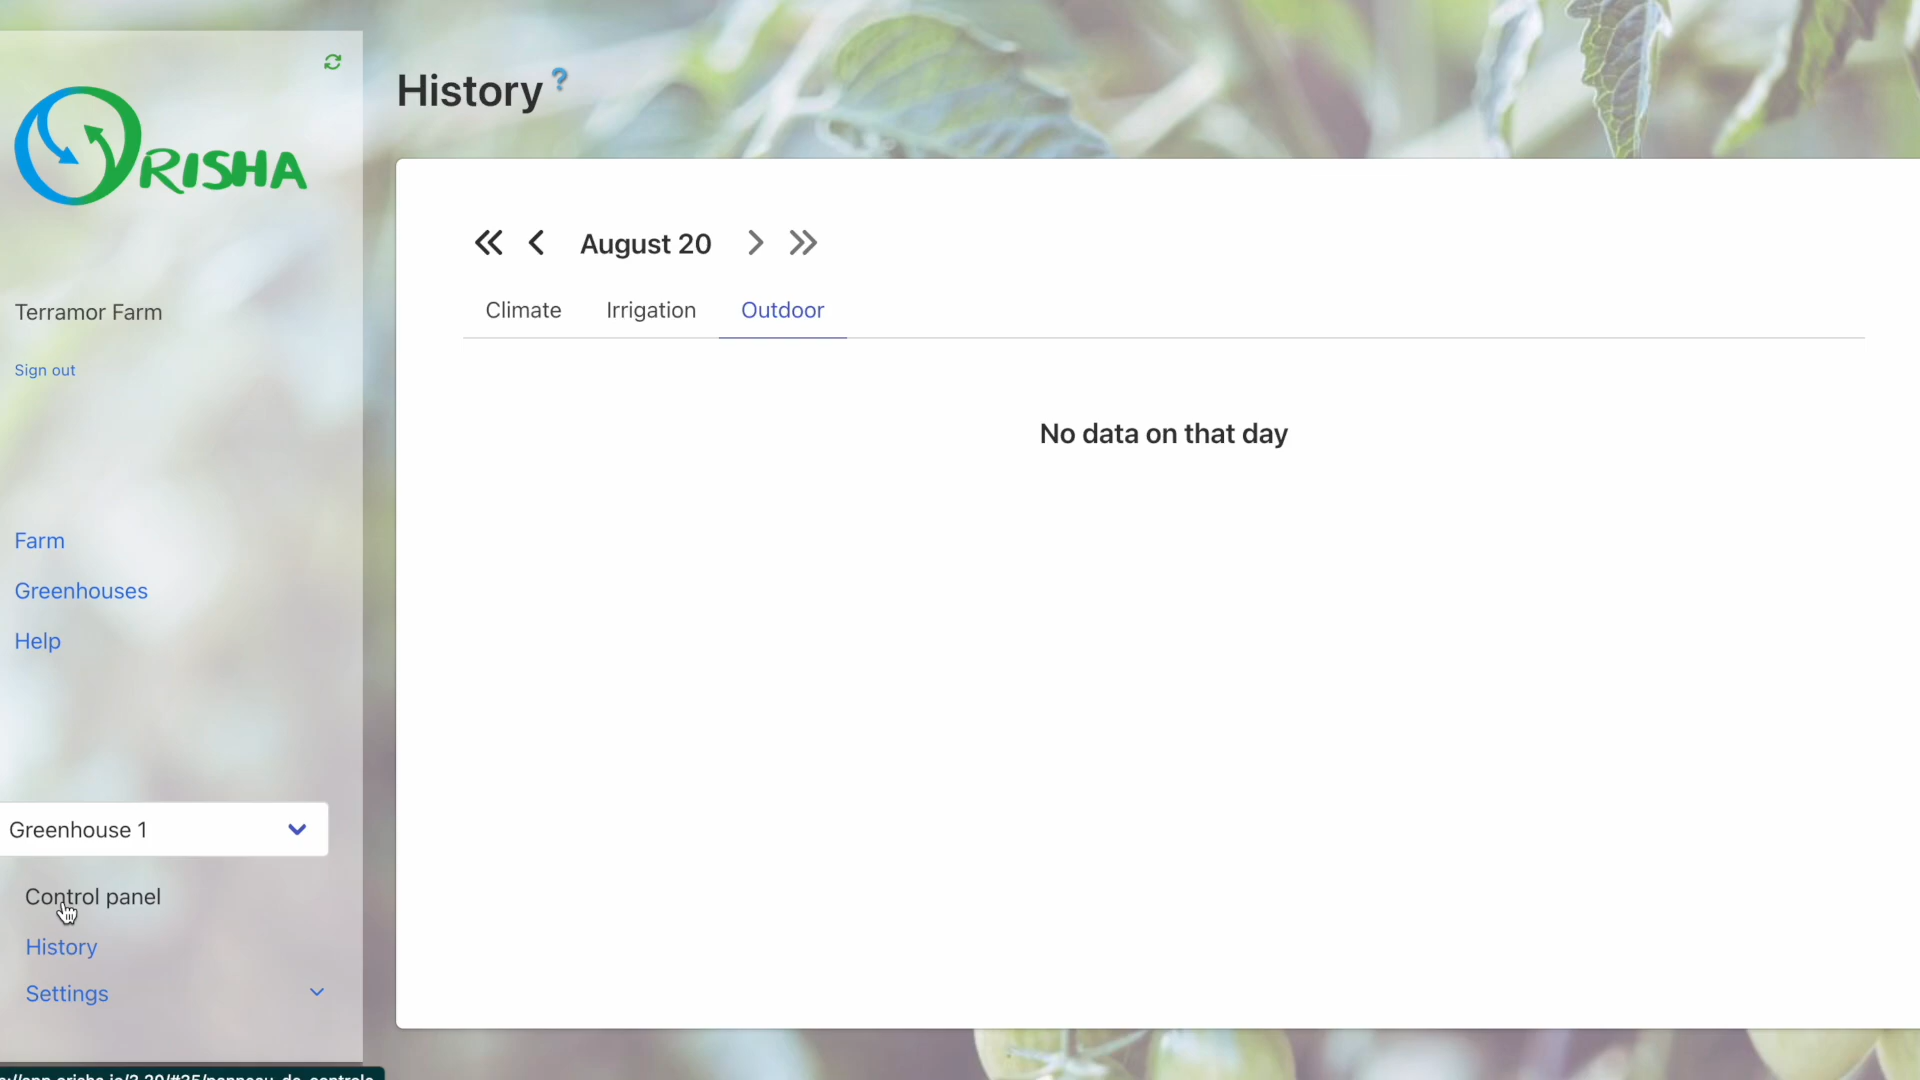 ORISHA
Terramor Farm
Sign out
Farm
Greenhouses
Help
Greenhouse 1
Control panel
History
Settings
History ?
August 20
Climate Irrigation Outdoor
No data on that day